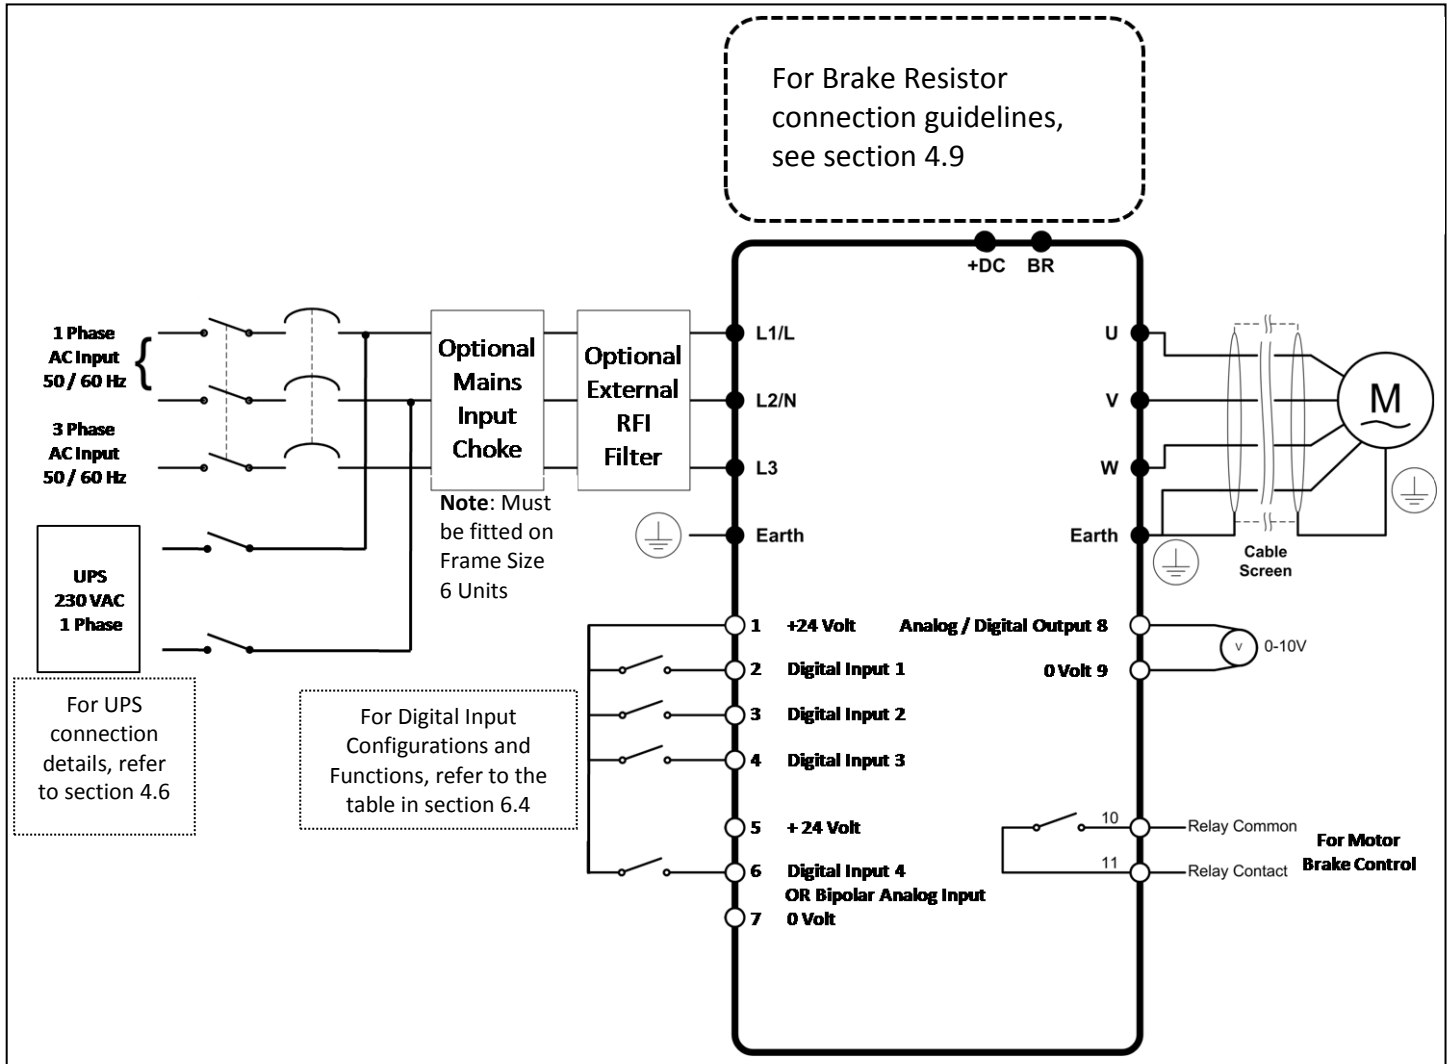 For Brake Resistor
connection guidelines,
see section 4.9
+DC BR
1 Phase
AC Input
50 / 60 Hz
{
3 Phase
AC Input
50 / 60 Hz
UPS
230 VAC
1 Phase
For UPS
connection
details, refer
to section 4.6
Optional
Mains
Input
Choke
Note: Must
be fitted on
Frame Size
6 Units
Optional
External
RFI
Filter
For Digital Input
Configurations and
Functions, refer to the
table in section 6.4
L1/L
L2/N
L3
Earth
1 +24 Volt
2 Digital Input 1
3 Digital Input 2
4 Digital Input 3
5 + 24 Volt
6 Digital Input 4
OR Bipolar Analog Input
7 0 Volt
U
V
W
Earth
M
Cable
Screen
Analog / Digital Output 8
0 Volt 9
V
0-10V
10
Relay Common
11
Relay Contact
For Motor
Brake Control